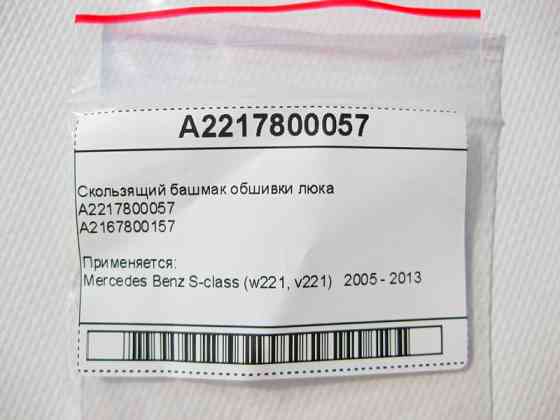 A2217800057
Скользящий башмак обшивки люка
A2217800057
A2167800157
Применяется:
Mercedes Benz S-class (w221, v221) 2005 - 2013